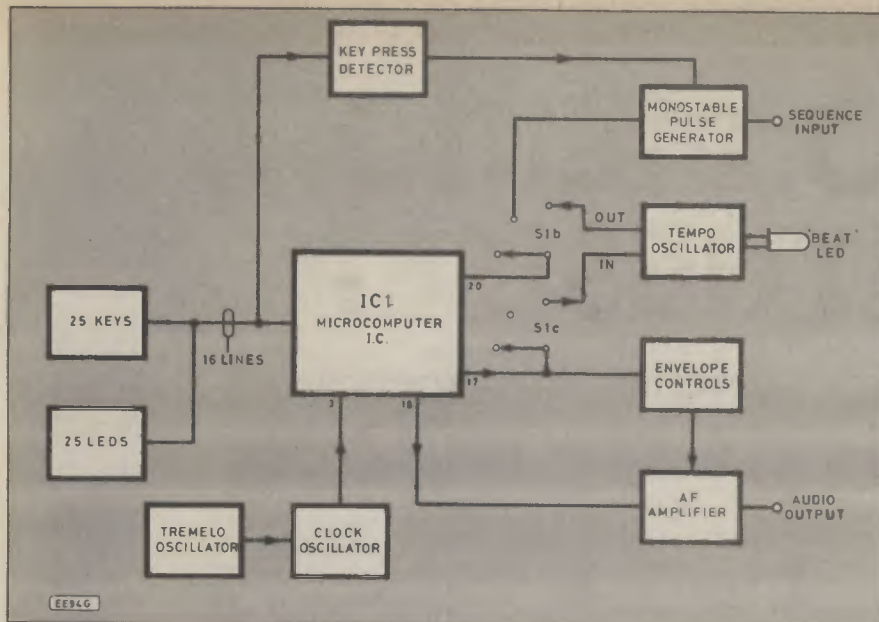 KEY PRESS
DETECTOR
MONOSTABLE
PULSE
GENERATOR
SEQUENCE
INPUT
OUT
S1b
TEMPO
OSCILLATOR
'BEAT'
LED
IN
20
IC1
MICROCOMPUTER
I.C.
25 KEYS
16 LINES
S1c
17
ENVELOPE
CONTROLS
3
18
25 LEDS
TREMELO
OSCILLATOR
CLOCK
OSCILLATOR
AF
AMPLIFIER
AUDIO
OUTPUT
EE94G